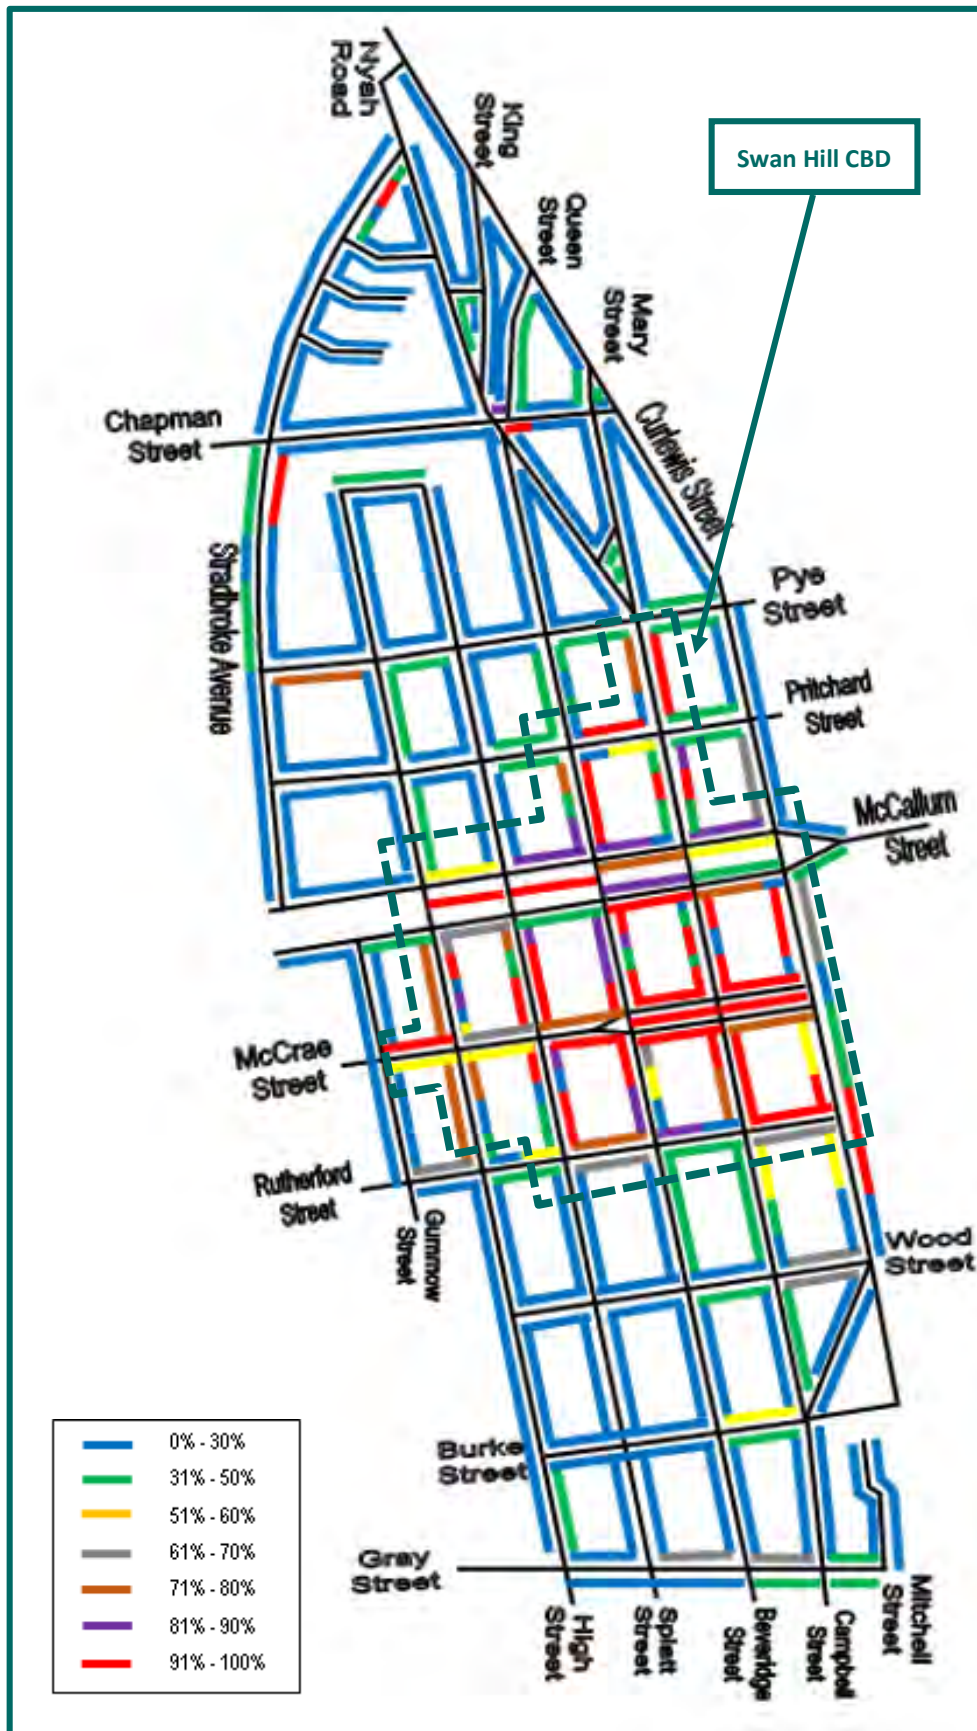 Nyah
Road
King
Street
Queen
Street
Mary
Street
Swan Hill CBD
Curlewis Street
Chapman
Street
Stradbroke Avenue
Pye
Street
Pritchard
Street
McCallum
Street
McCrae
Street
Rutherford
Street
Gummow
Street
Wood
Street
Burke
Street
Gray
Street
High
Street
Splatt
Street
Beveridge
Street
Campbell
Street
Mitchell
Street
0% - 30%
31% - 50%
51% - 60%
61% - 70%
71% - 80%
81% - 90%
91% - 100%